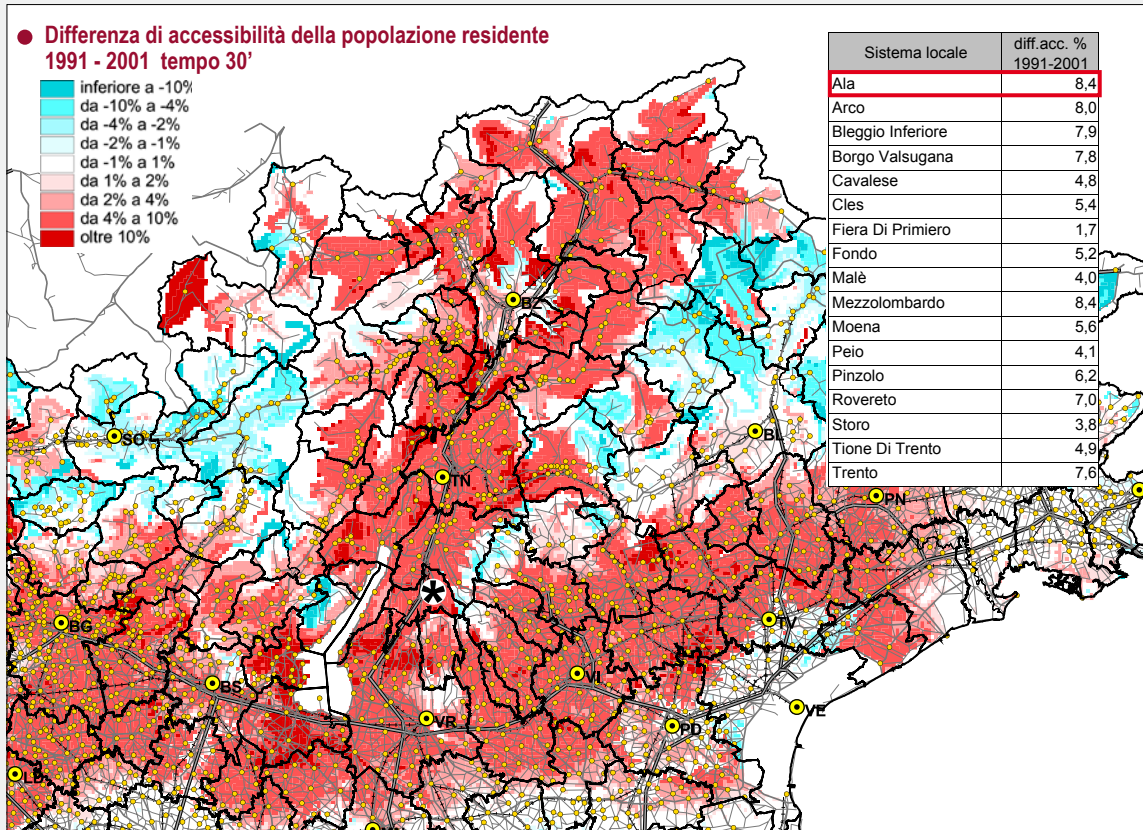 Differenza di accessibilità della popolazione residente
1991 - 2001 tempo 30'
inferiore a -10%
da -10% a -4%
da -4% a -2%
da -2% a -1%
da -1% a 1%
da 1% a 2%
da 2% a 4%
da 4% a 10%
oltre 10%
Sistema locale diff.acc. % 1991-2001
Ala 8,4
Arco 8,0
Bleggio Inferiore 7,9
Borgo Valsugana 7,8
Cavalese 4,8
Cles 5,4
Fiera Di Primiero 1,7
Fondo 5,2
Malè 4,0
Mezzolombardo 8,4
Moena 5,6
Peio 4,1
Pinzolo 6,2
Rovereto 7,0
Storo 3,8
Tione Di Trento 4,9
Trento 7,6
BZ
SO
BL
TN
PN
*
BG
TV
BS
VI
VR
PD
VE